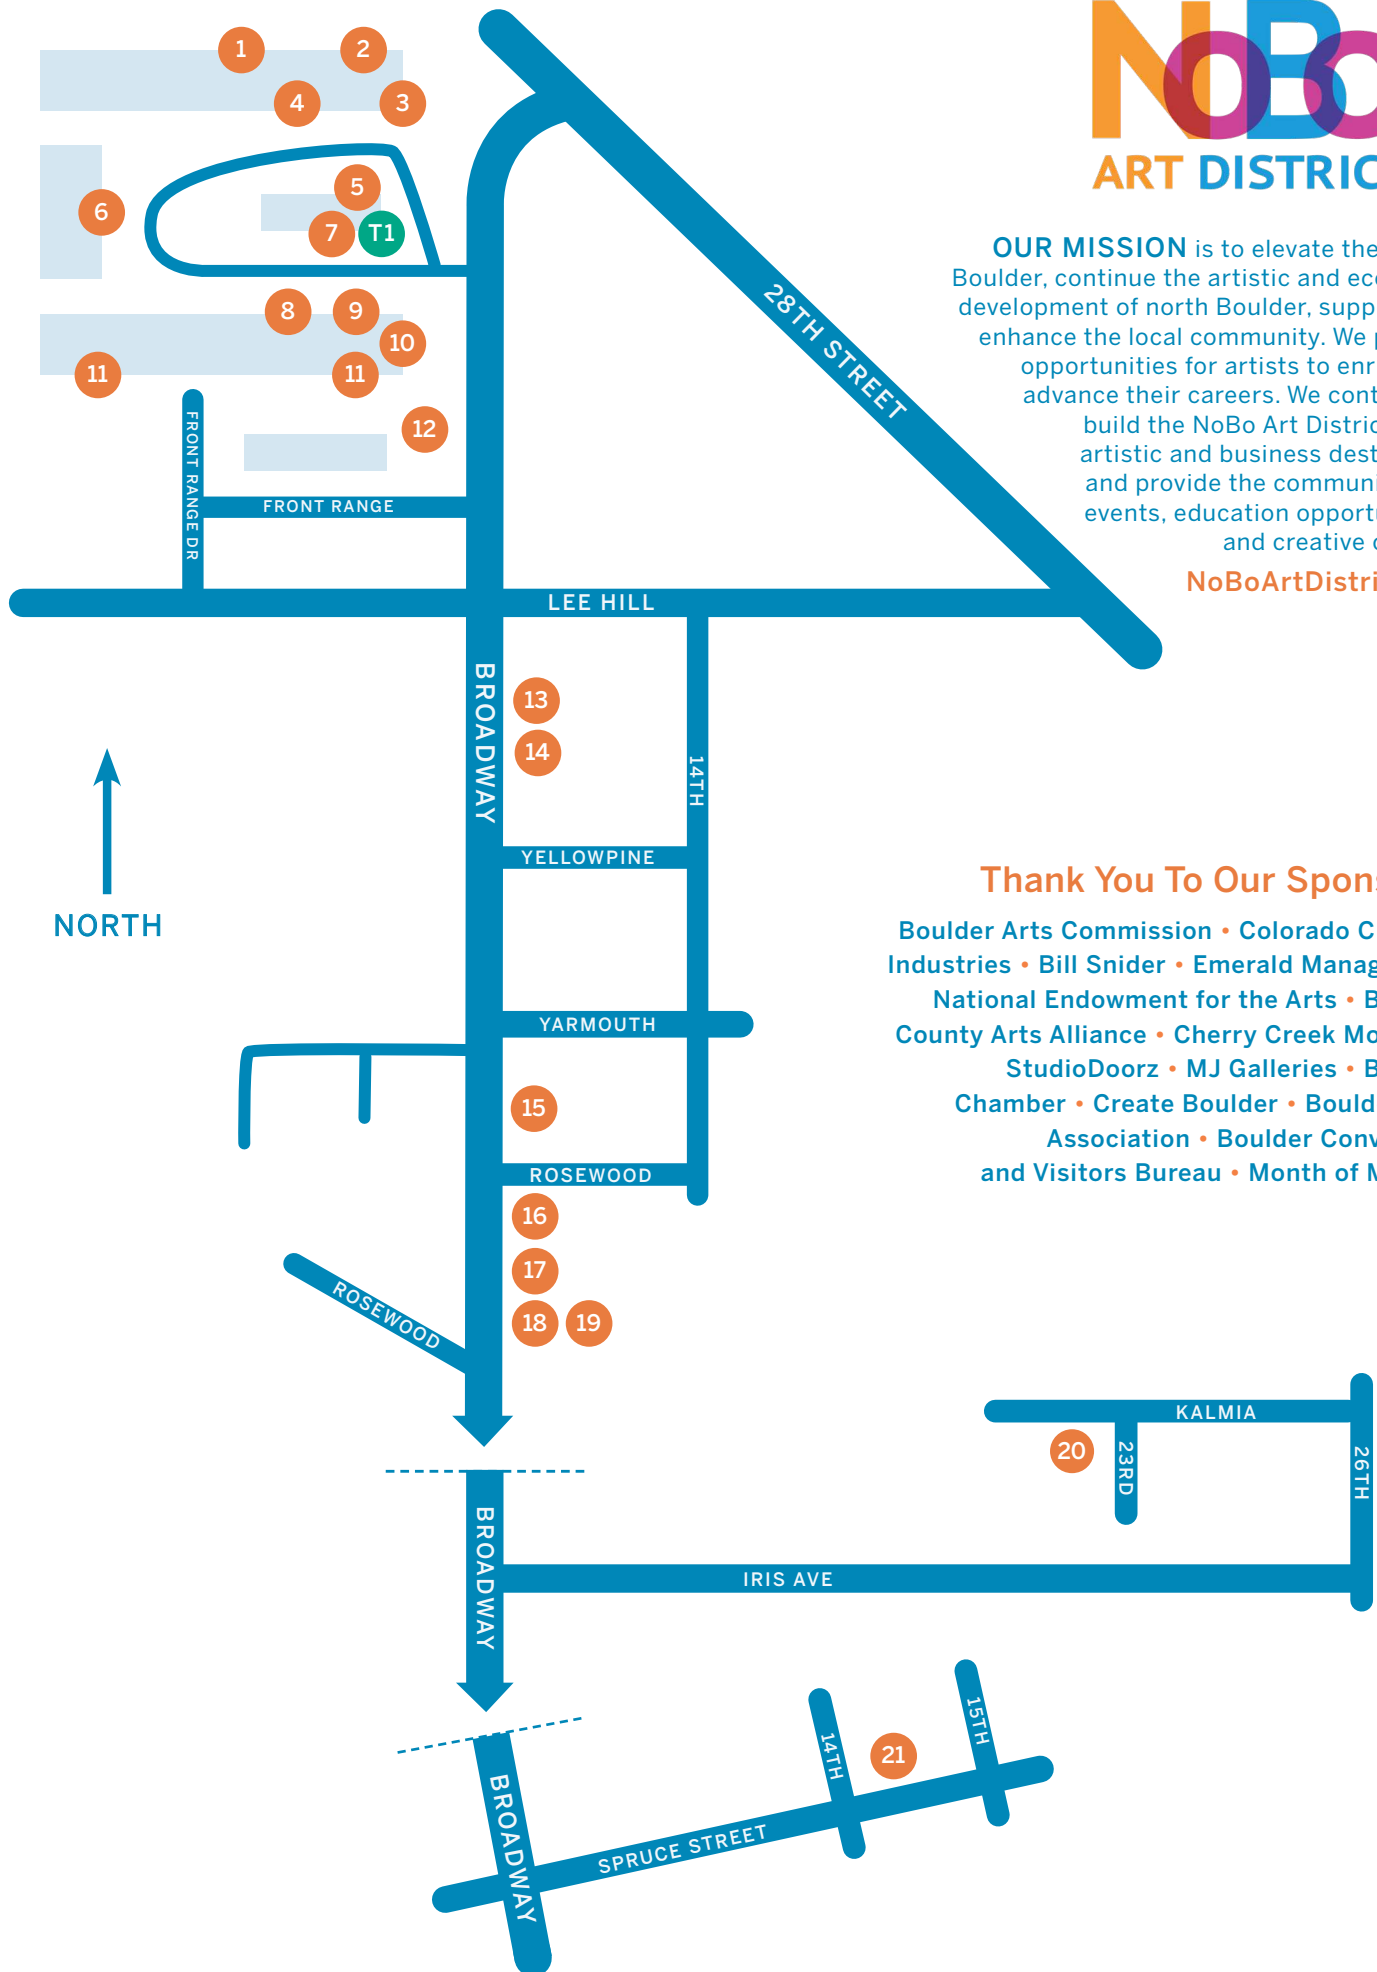 NoBo
ART DISTRIC
OUR MISSION is to elevate the
Boulder, continue the artistic and eco
development of north Boulder, supp
enhance the local community. We p
opportunities for artists to enr
advance their careers. We cont
build the NoBo Art Distric
artistic and business dest
and provide the communi
events, education opport
and creative
NoBoArtDistri
1
2
4
3
5
6
7
T1
8
9
10
11
11
12
28TH STREET
FRONT RANGE DR
FRONT RANGE
LEE HILL
BROADWAY
13
14
14TH
YELLOWPINE
NORTH
YARMOUTH
15
ROSEWOOD
16
17
18
19
ROSEWOOD
Thank You To Our Spons
Boulder Arts Commission • Colorado C
Industries • Bill Snider • Emerald Manag
National Endowment for the Arts • B
County Arts Alliance • Cherry Creek Mo
StudioDoorz • MJ Galleries • B
Chamber • Create Boulder • Bould
Association • Boulder Conv
and Visitors Bureau • Month of M
KALMIA
20
23RD
26TH
BROADWAY
IRIS AVE
14TH
15TH
21
BROADWAY
SPRUCE STREET